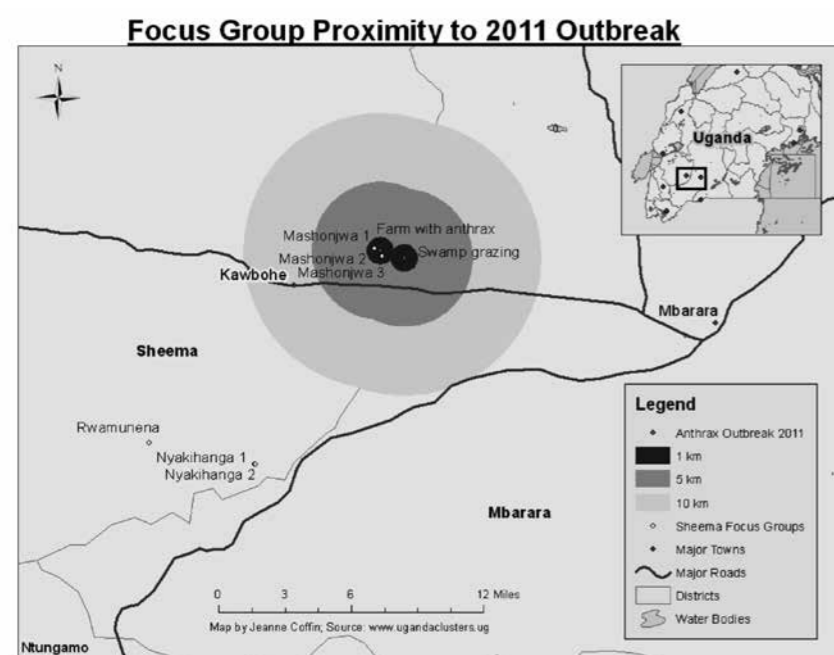 Focus Group Proximity to 2011 Outbreak
N
Uganda
Mashonjwa 1
Farm with anthrax
Mashonjwa 2
Swamp grazing
Kawbohe
Mashonjwa 3
Mbarara
Sheema
Rwamunena
Nyakihanga 1
Nyakihanga 2
Mbarara
Ntungamo
0 3 6 12 Miles
Map by Jeanne Coffin; Source: www.ugandaclusters.ug
Legend
Anthrax Outbreak 2011
1 km
5 km
10 km
Sheema Focus Groups
Major Towns
Major Roads
Districts
Water Bodies